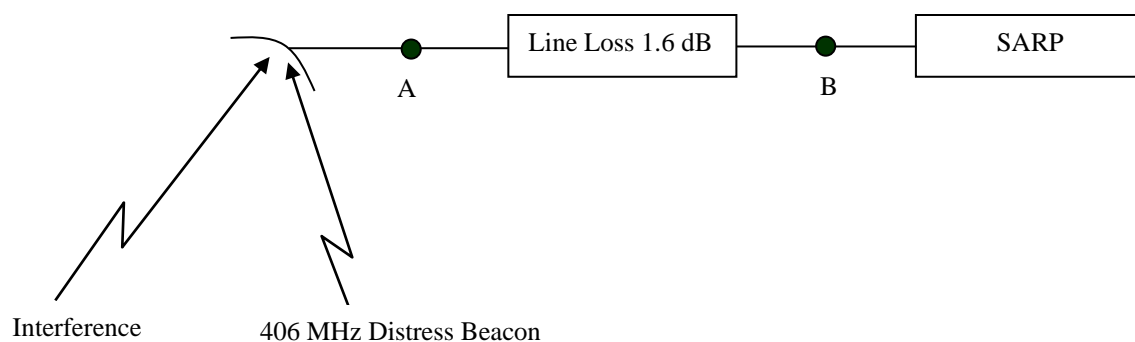 Line Loss 1.6 dB
SARP
A
B
Interference
406 MHz Distress Beacon